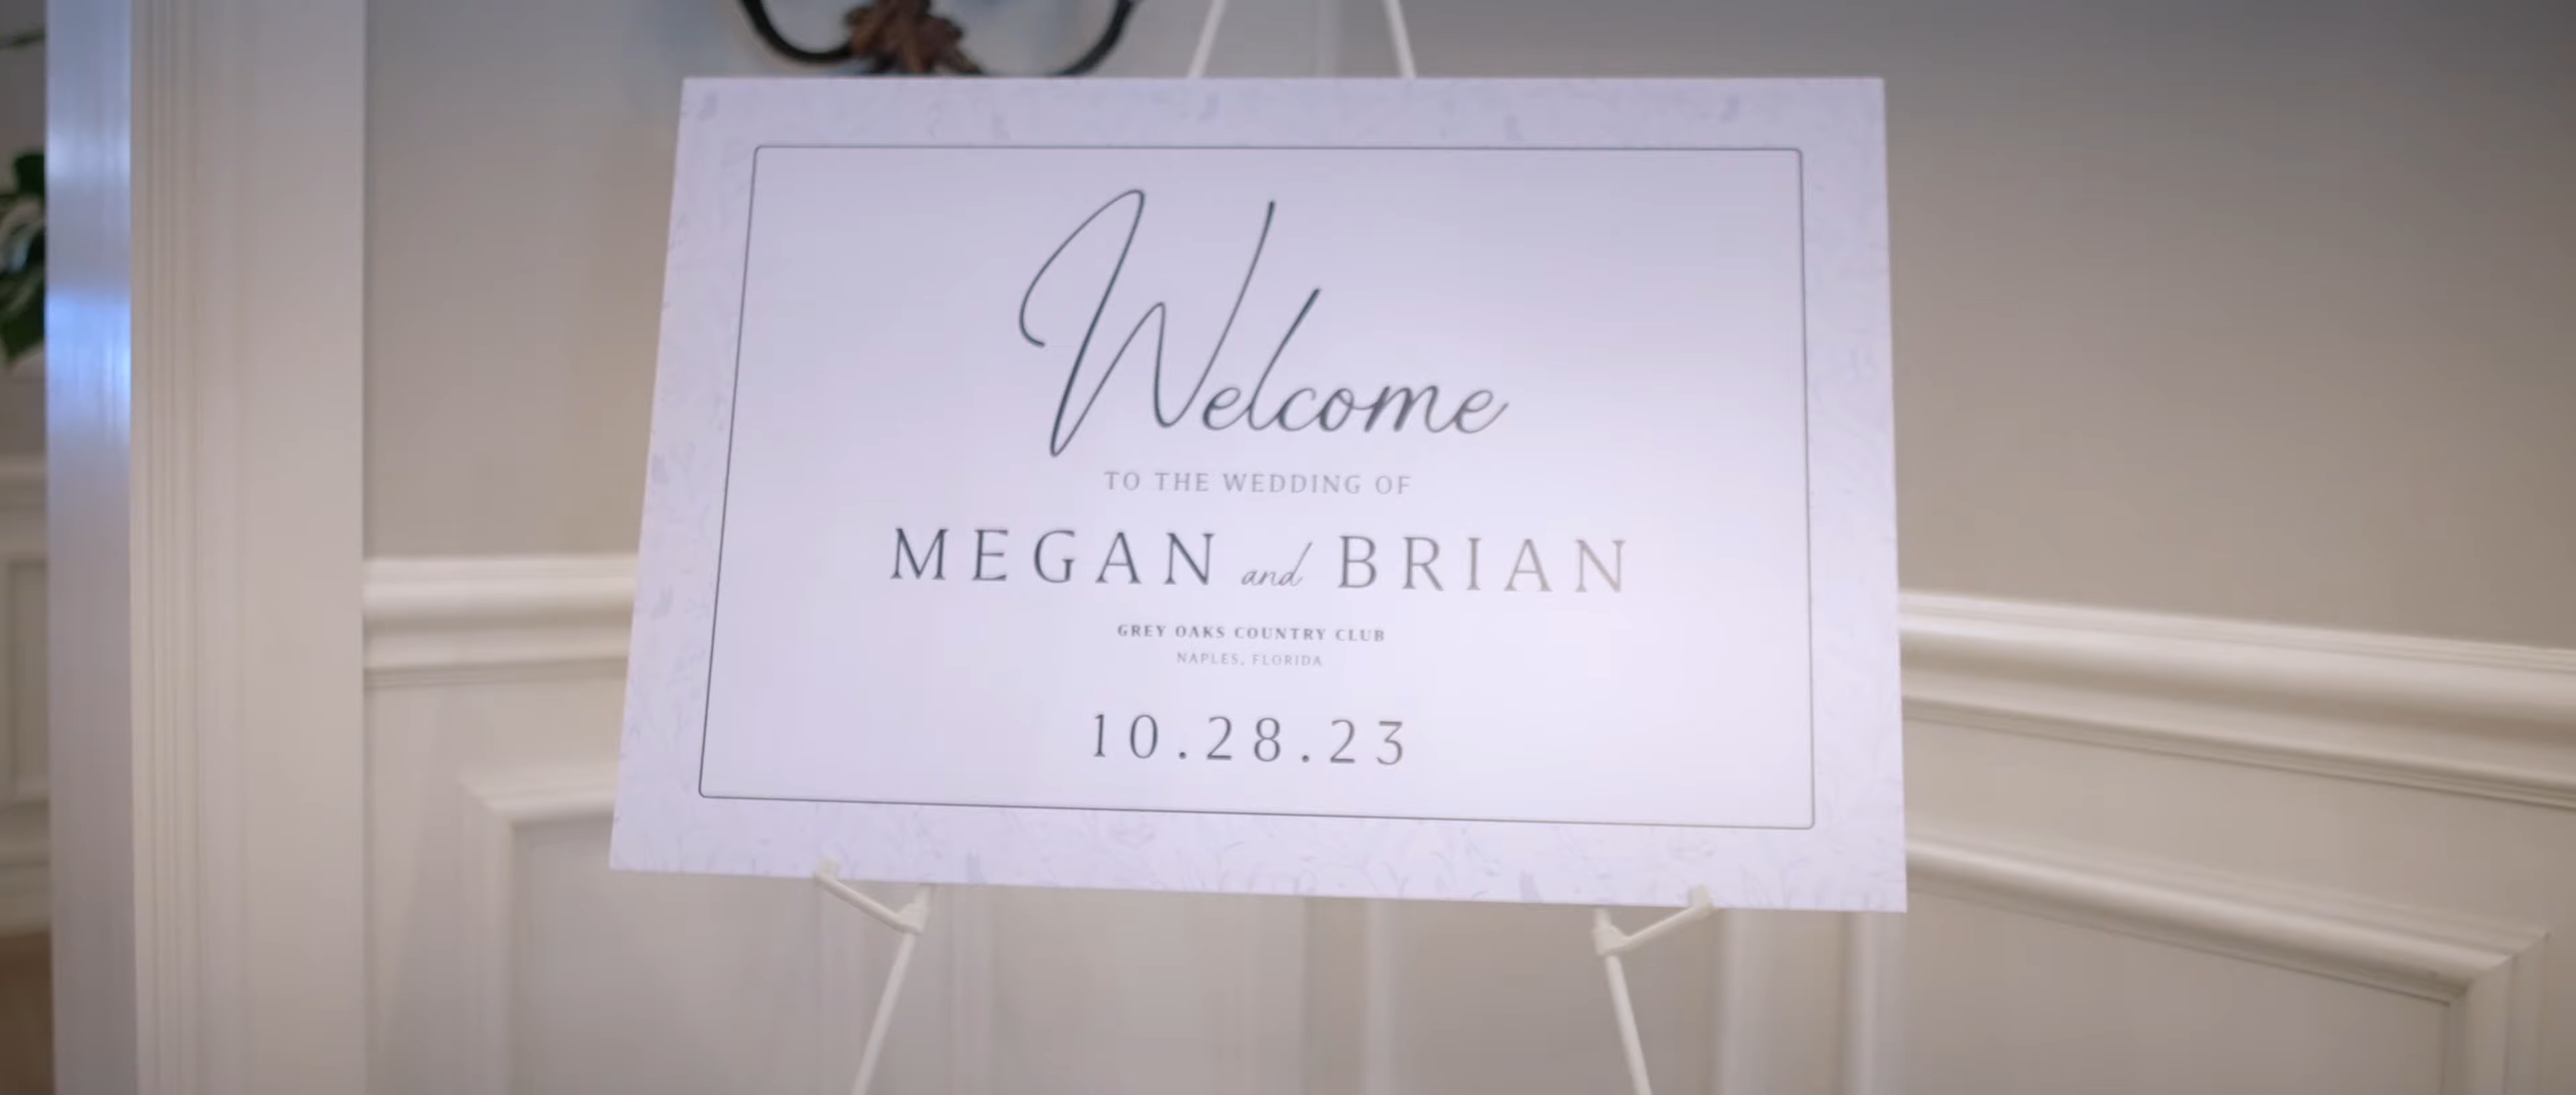 Welcome
TO THE WEDDING OF
MEGAN and BRIAN
GREY OAKS COUNTRY CLUB
NAPLES, FLORIDA
10.28.23